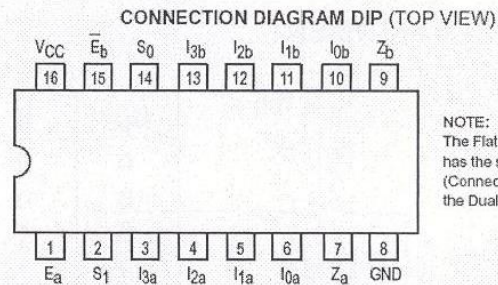 CONNECTION DIAGRAM DIP (TOP VIEW)
VCC E̅b S0 I3b I2b I1b I0b Zb
16 15 14 13 12 11 10 9
NOTE:
The Flat
has the s
(Connec
the Dual
1 2 3 4 5 6 7 8
Ea S1 I3a I2a I1a I0a Za GND